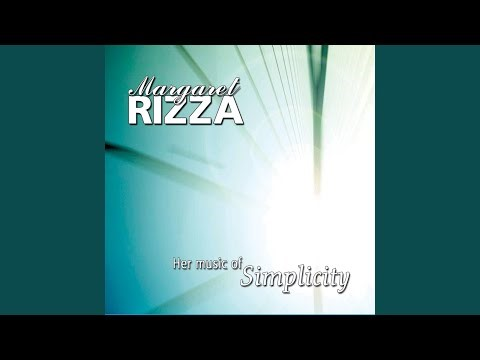 Margaret
RIZZA
Her music of
Simplicity